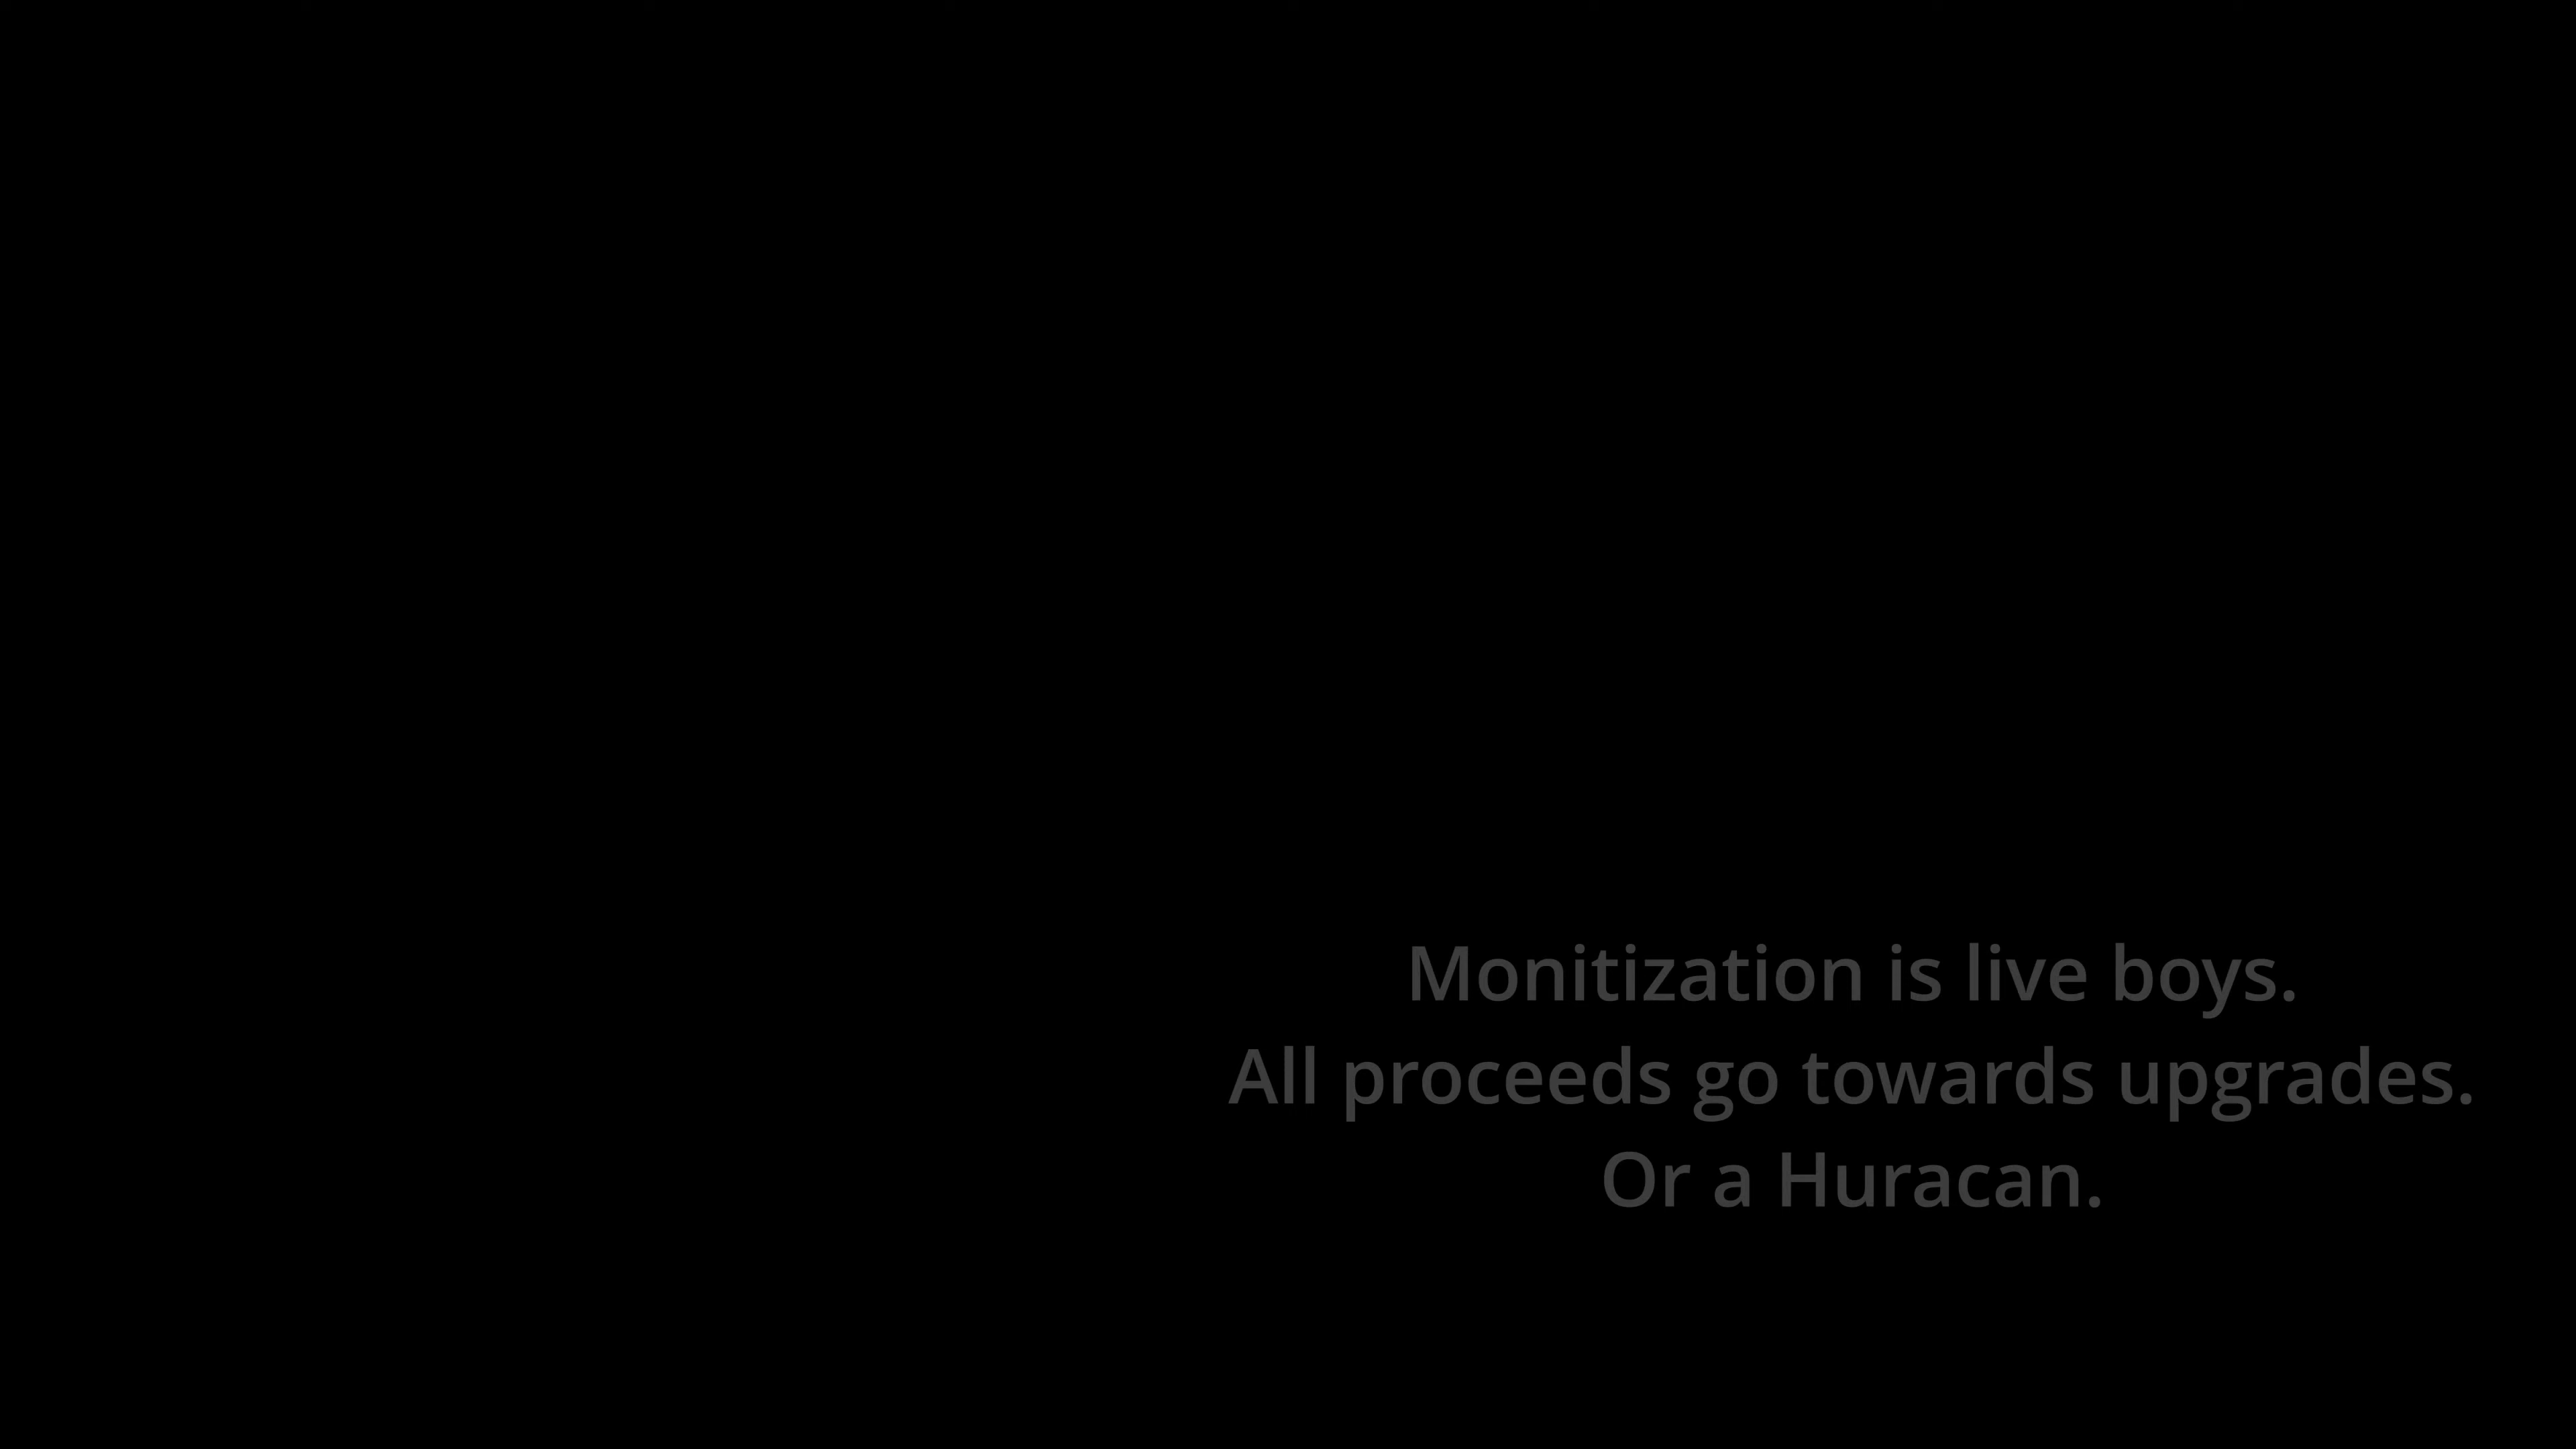 Monitization is live boys.
All proceeds go towards upgrades.
Or a Huracan.